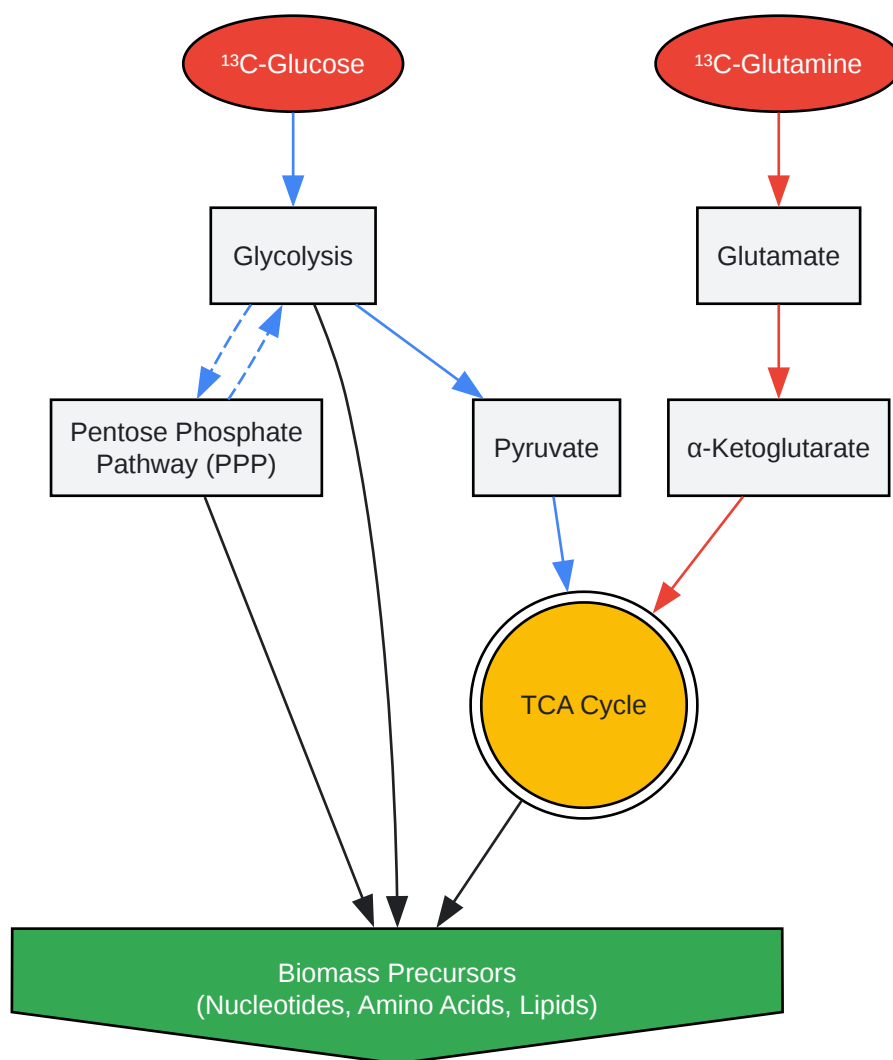 ¹³C-Glucose
¹³C-Glutamine
Glycolysis
Glutamate
Pentose Phosphate
Pathway (PPP)
Pyruvate
α-Ketoglutarate
TCA Cycle
Biomass Precursors
(Nucleotides, Amino Acids, Lipids)